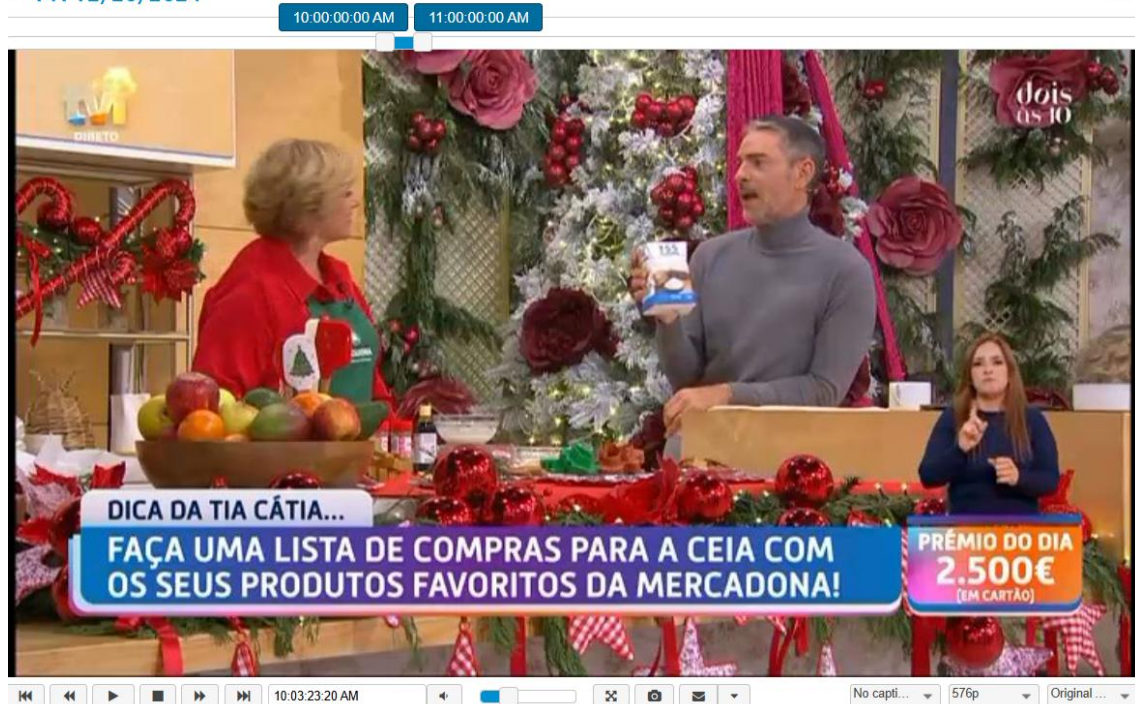 10:00:00:00 AM
11:00:00:00 AM
tvi
DIRETO
dois
às 10
DICA DA TIA CÁTIA...
FAÇA UMA LISTA DE COMPRAS PARA A CEIA COM
OS SEUS PRODUTOS FAVORITOS DA MERCADONA!
PRÉMIO DO DIA
2.500€
(EM CARTÃO)
10:03:23:20 AM
No capti...
576p
Original ...